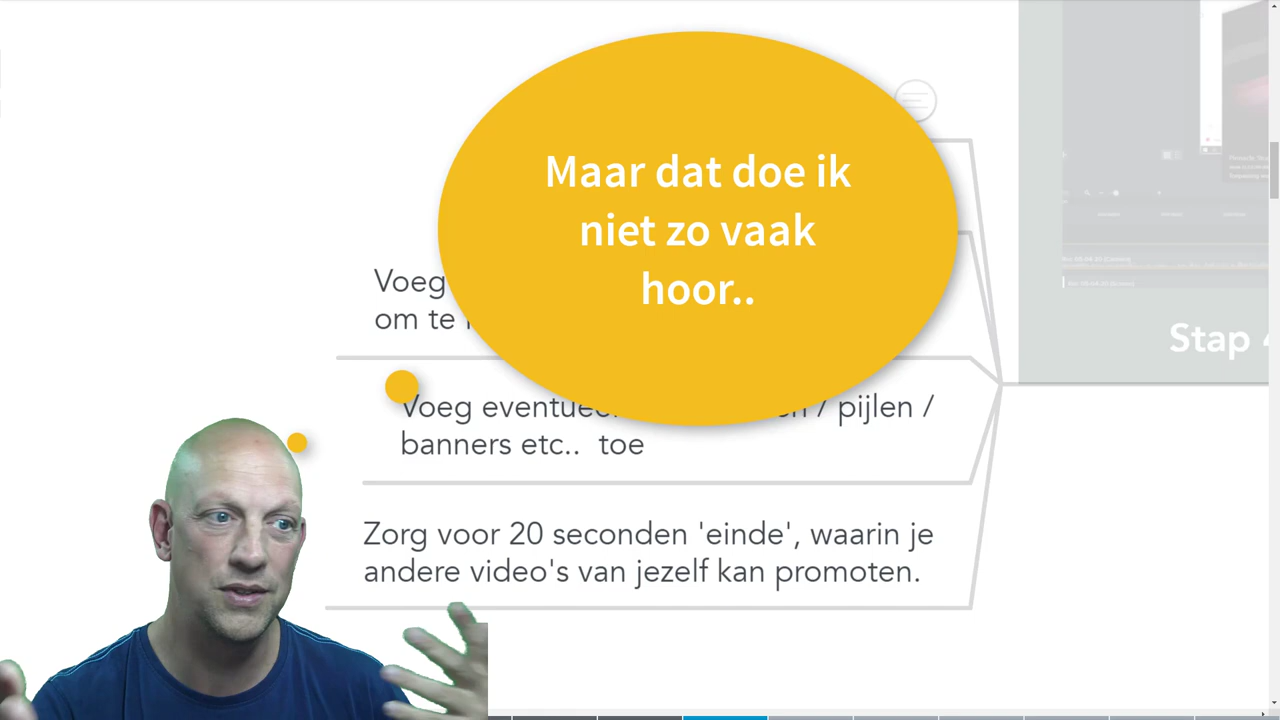 Maar dat doe ik
niet zo vaak
hoor..
Voeg
om te
Voeg / pijlen /
banners etc.. toe
Zorg voor 20 seconden 'einde', waarin je
andere video's van jezelf kan promoten.
Stap